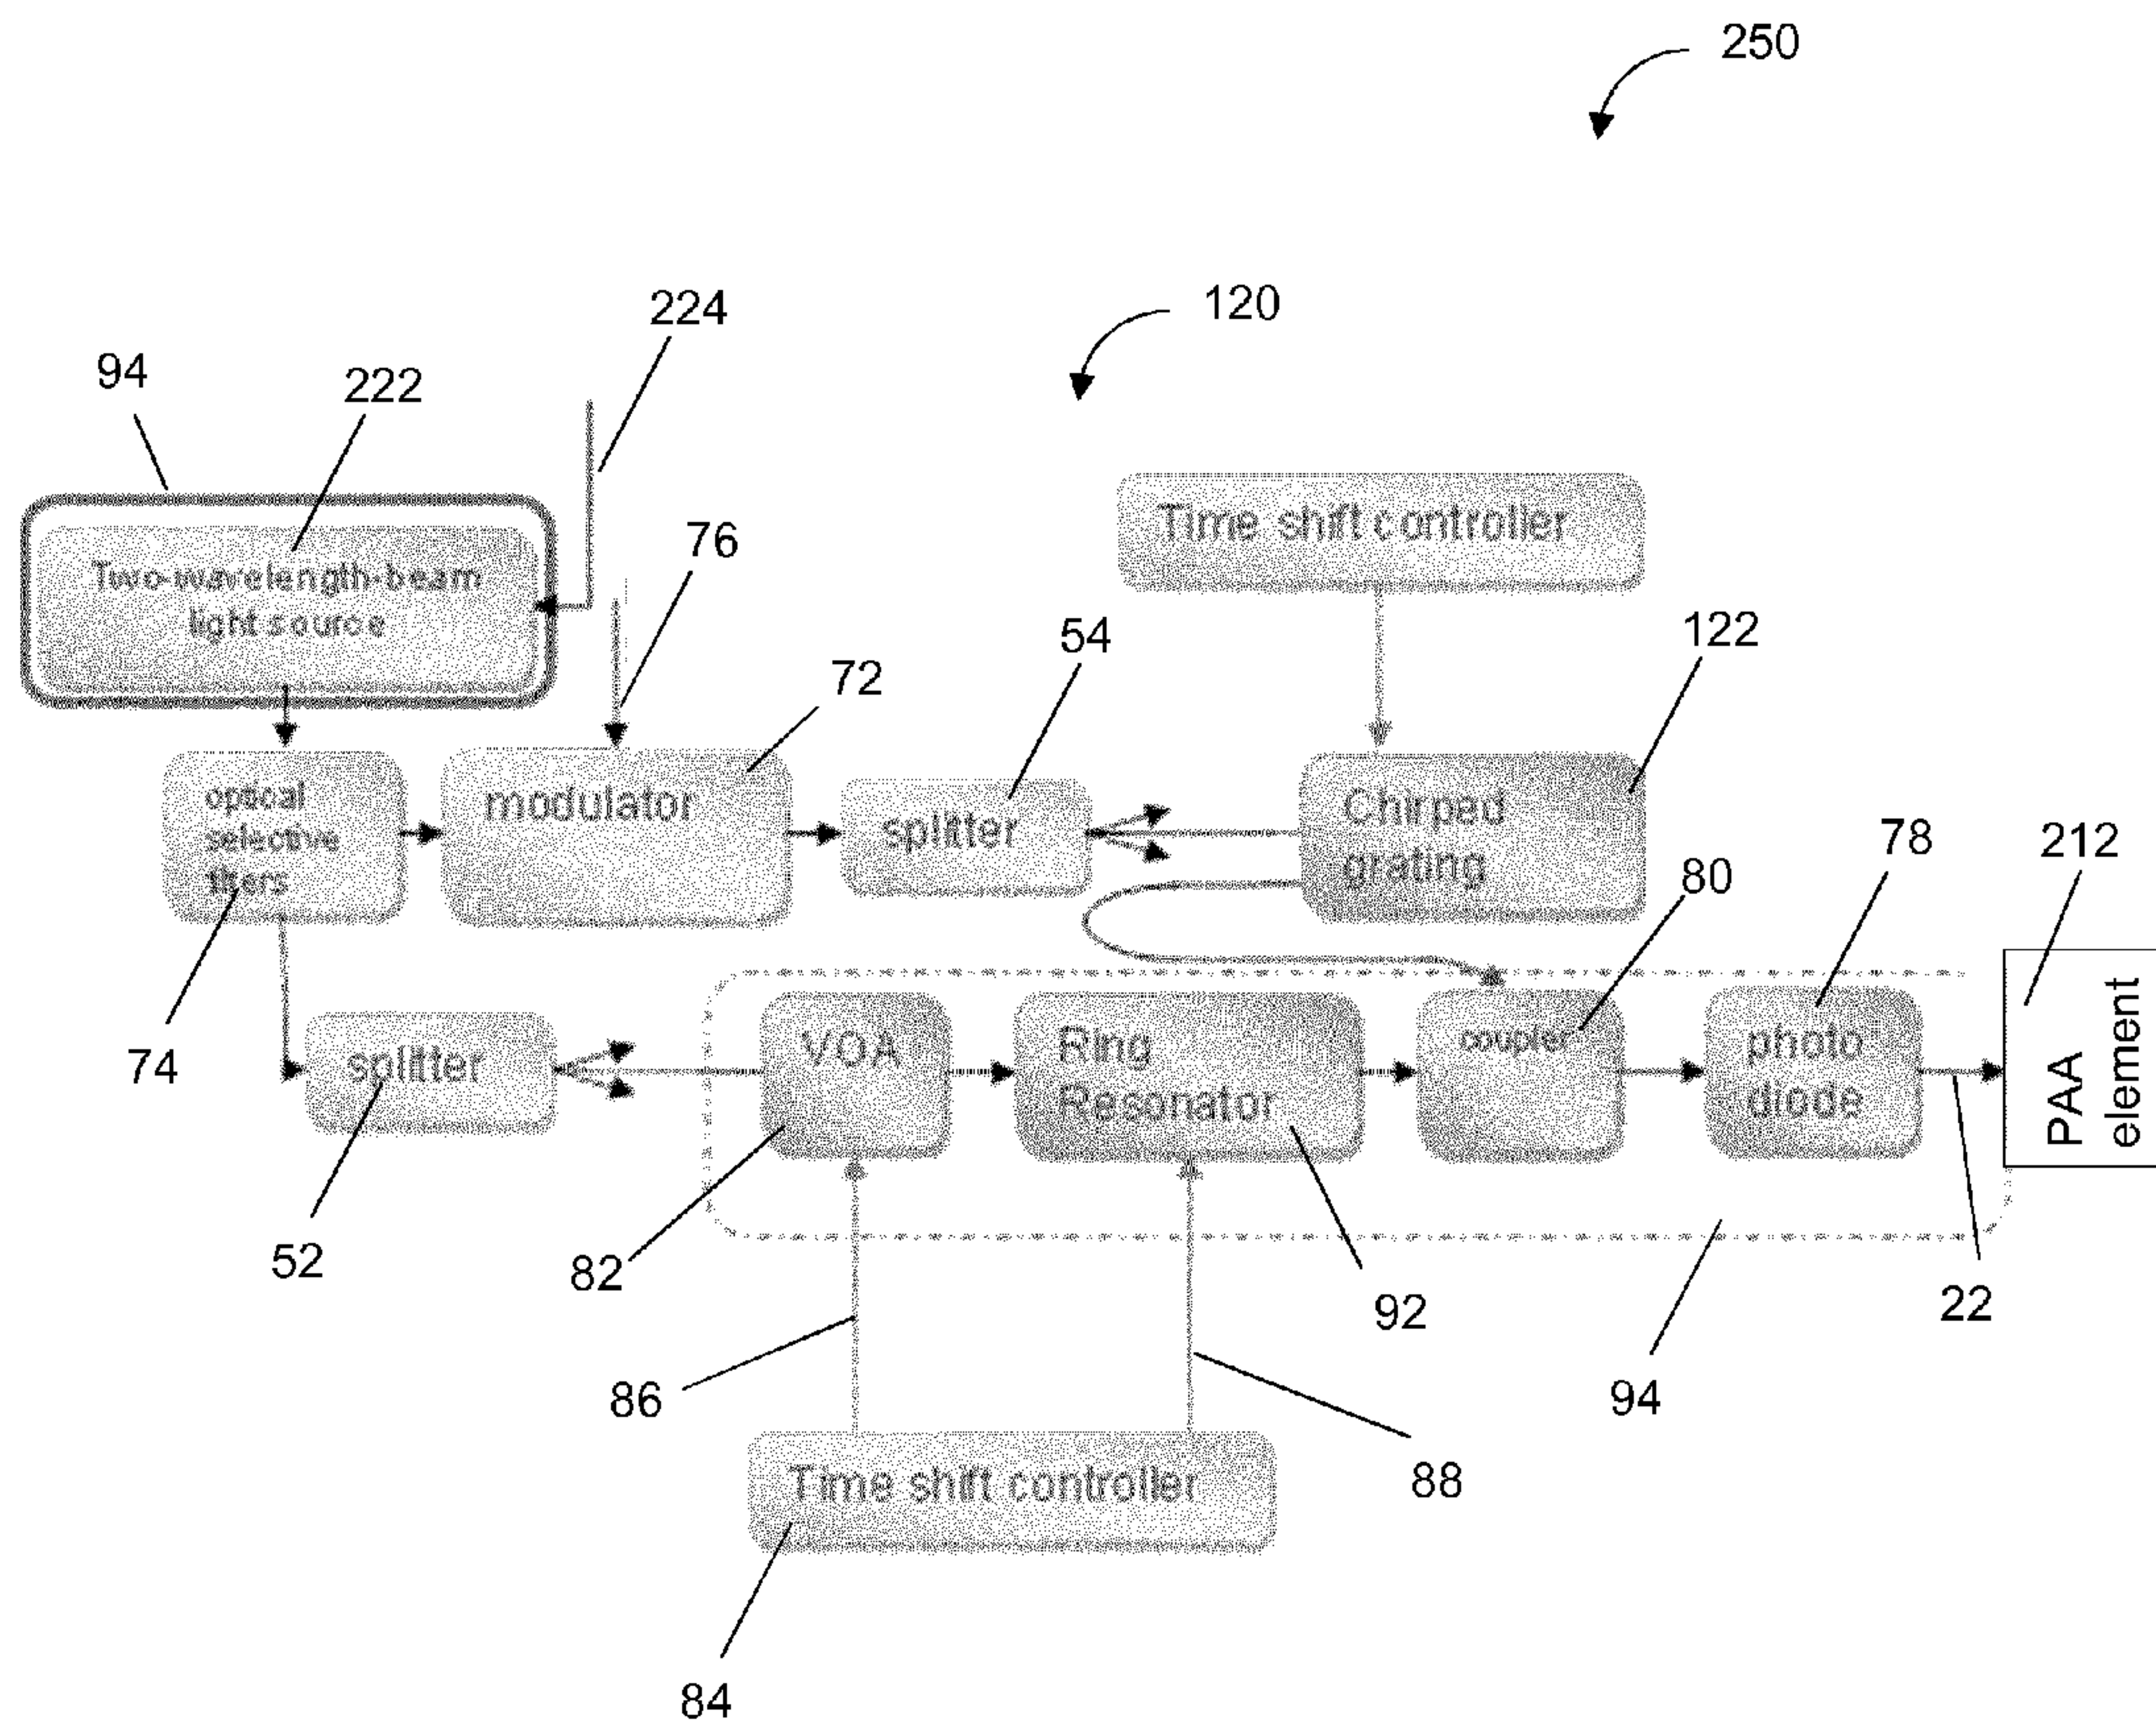 250
120
224
94
222
76
Time shift controller
Two-wavelength-beam
light source
54
122
72
optical
selective
filters
modulator
splitter
Chirped
grating
78
212
80
74
splitter
VOA
Ring
Resonator
coupler
photo
diode
PAA
element
52
82
92
22
86
94
88
Time shift controller
84